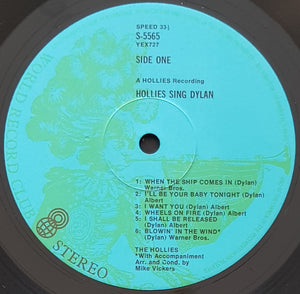 SPEED 33⅓
S-5565
YEX727
SIDE ONE
A HOLLIES Recording
HOLLIES SING DYLAN
1: WHEN THE SHIP COMES IN (Dylan)
Warner Bros.
2: I'LL BE YOUR BABY TONIGHT (Dylan)
Albert
3: I WANT YOU (Dylan) Albert
4: WHEELS ON FIRE (Dylan) Albert
5: I SHALL BE RELEASED
(Dylan) Albert
6: BLOWIN' IN THE WIND*
(Dylan) Warner Bros.
THE HOLLIES
*With Accompaniment
Arr. and Cond. by
Mike Vickers
WORLD RECORD
STEREO